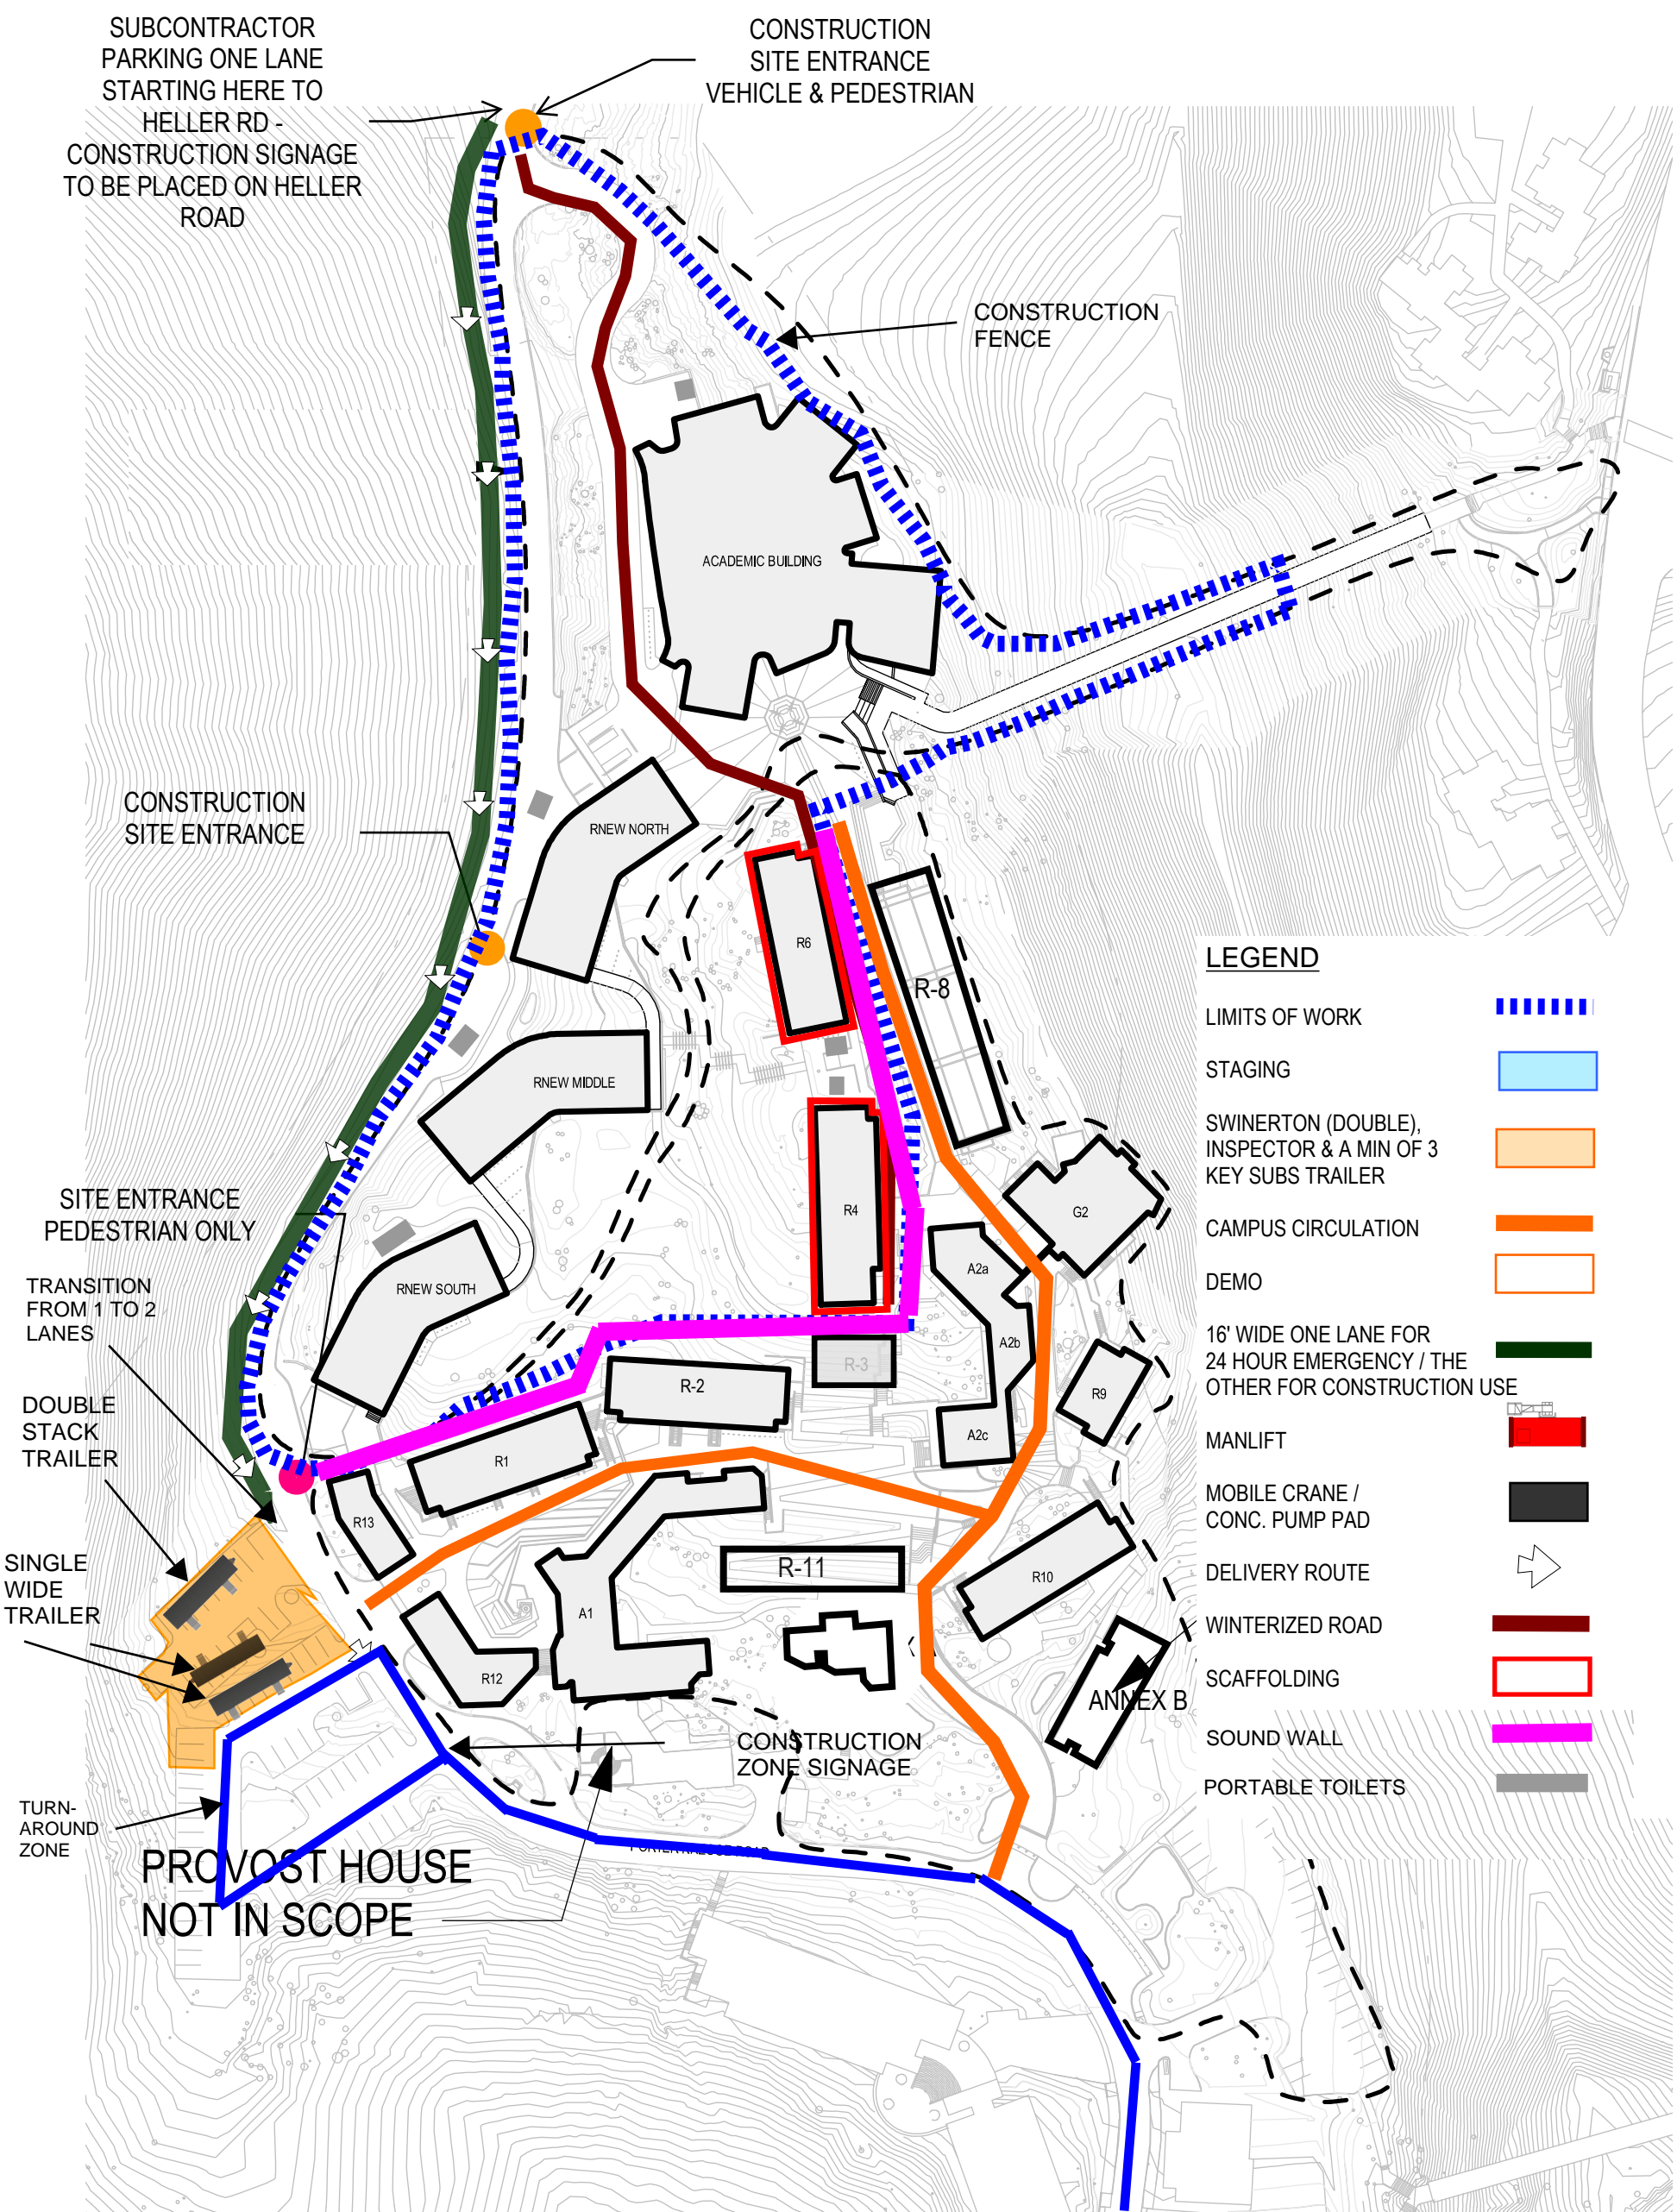 SUBCONTRACTOR
PARKING ONE LANE
STARTING HERE TO
HELLER RD -
CONSTRUCTION SIGNAGE
TO BE PLACED ON HELLER
ROAD
CONSTRUCTION
SITE ENTRANCE
VEHICLE & PEDESTRIAN
CONSTRUCTION
FENCE
ACADEMIC BUILDING
CONSTRUCTION
SITE ENTRANCE
RNEW NORTH
R6
R-8
RNEW MIDDLE
SITE ENTRANCE
PEDESTRIAN ONLY
R4
G2
TRANSITION
FROM 1 TO 2
LANES
RNEW SOUTH
A2a
A2b
R-3
R-2
R9
DOUBLE
STACK
TRAILER
A2c
R1
R13
SINGLE
WIDE
TRAILER
R-11
R10
A1
R12
ANNEX B
CONSTRUCTION
ZONE SIGNAGE
TURN-
AROUND
ZONE
PROVOST HOUSE
NOT IN SCOPE
LEGEND
LIMITS OF WORK
STAGING
SWINERTON (DOUBLE),
INSPECTOR & A MIN OF 3
KEY SUBS TRAILER
CAMPUS CIRCULATION
DEMO
16' WIDE ONE LANE FOR
24 HOUR EMERGENCY / THE
OTHER FOR CONSTRUCTION USE
MANLIFT
MOBILE CRANE /
CONC. PUMP PAD
DELIVERY ROUTE
WINTERIZED ROAD
SCAFFOLDING
SOUND WALL
PORTABLE TOILETS